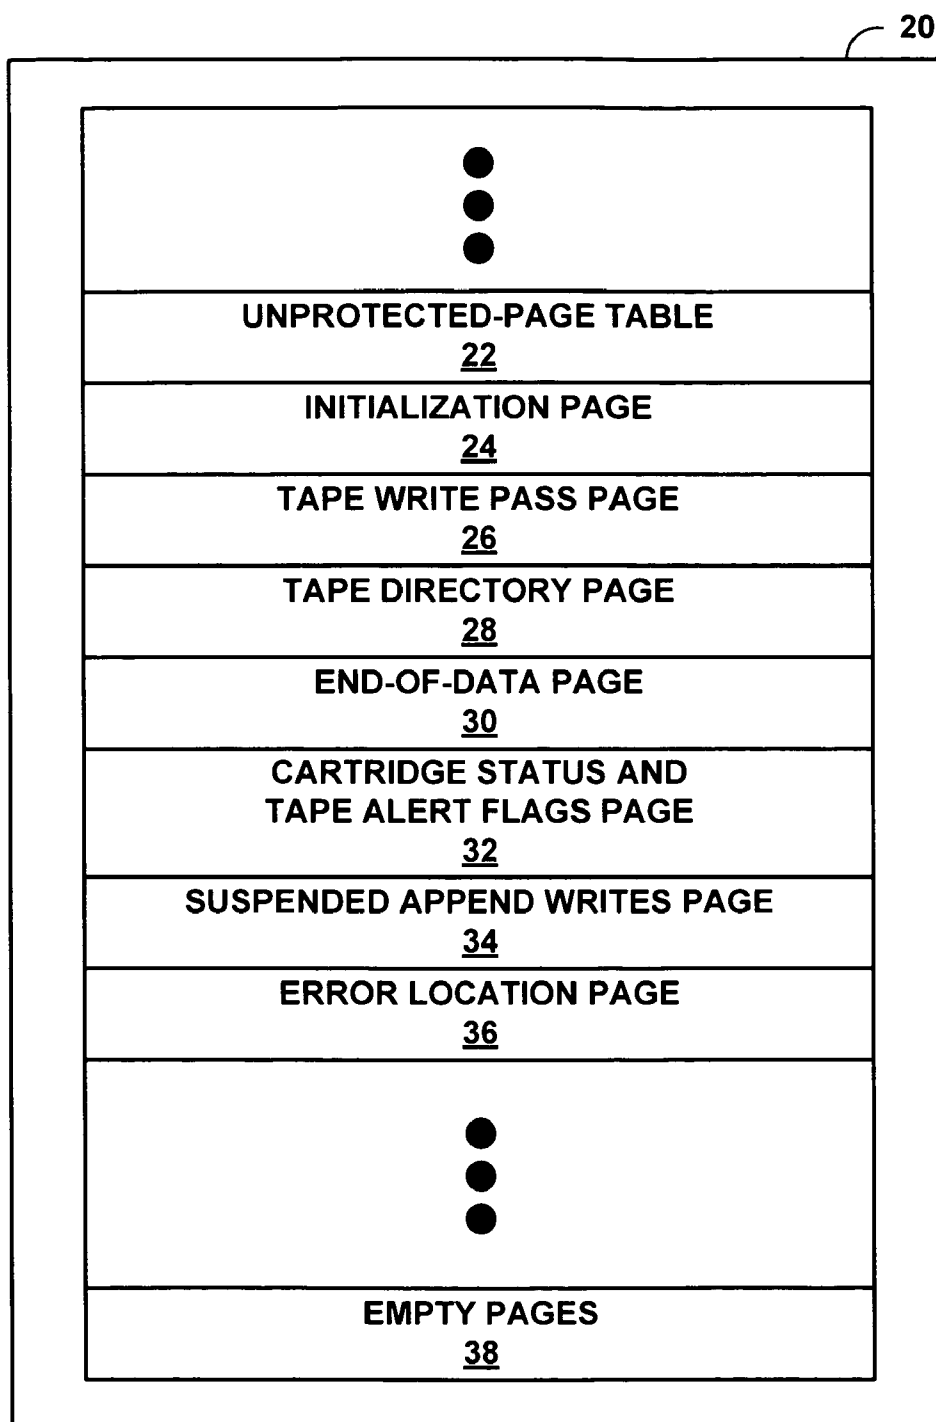 20
UNPROTECTED-PAGE TABLE
22
INITIALIZATION PAGE
24
TAPE WRITE PASS PAGE
26
TAPE DIRECTORY PAGE
28
END-OF-DATA PAGE
30
CARTRIDGE STATUS AND
TAPE ALERT FLAGS PAGE
32
SUSPENDED APPEND WRITES PAGE
34
ERROR LOCATION PAGE
36
EMPTY PAGES
38